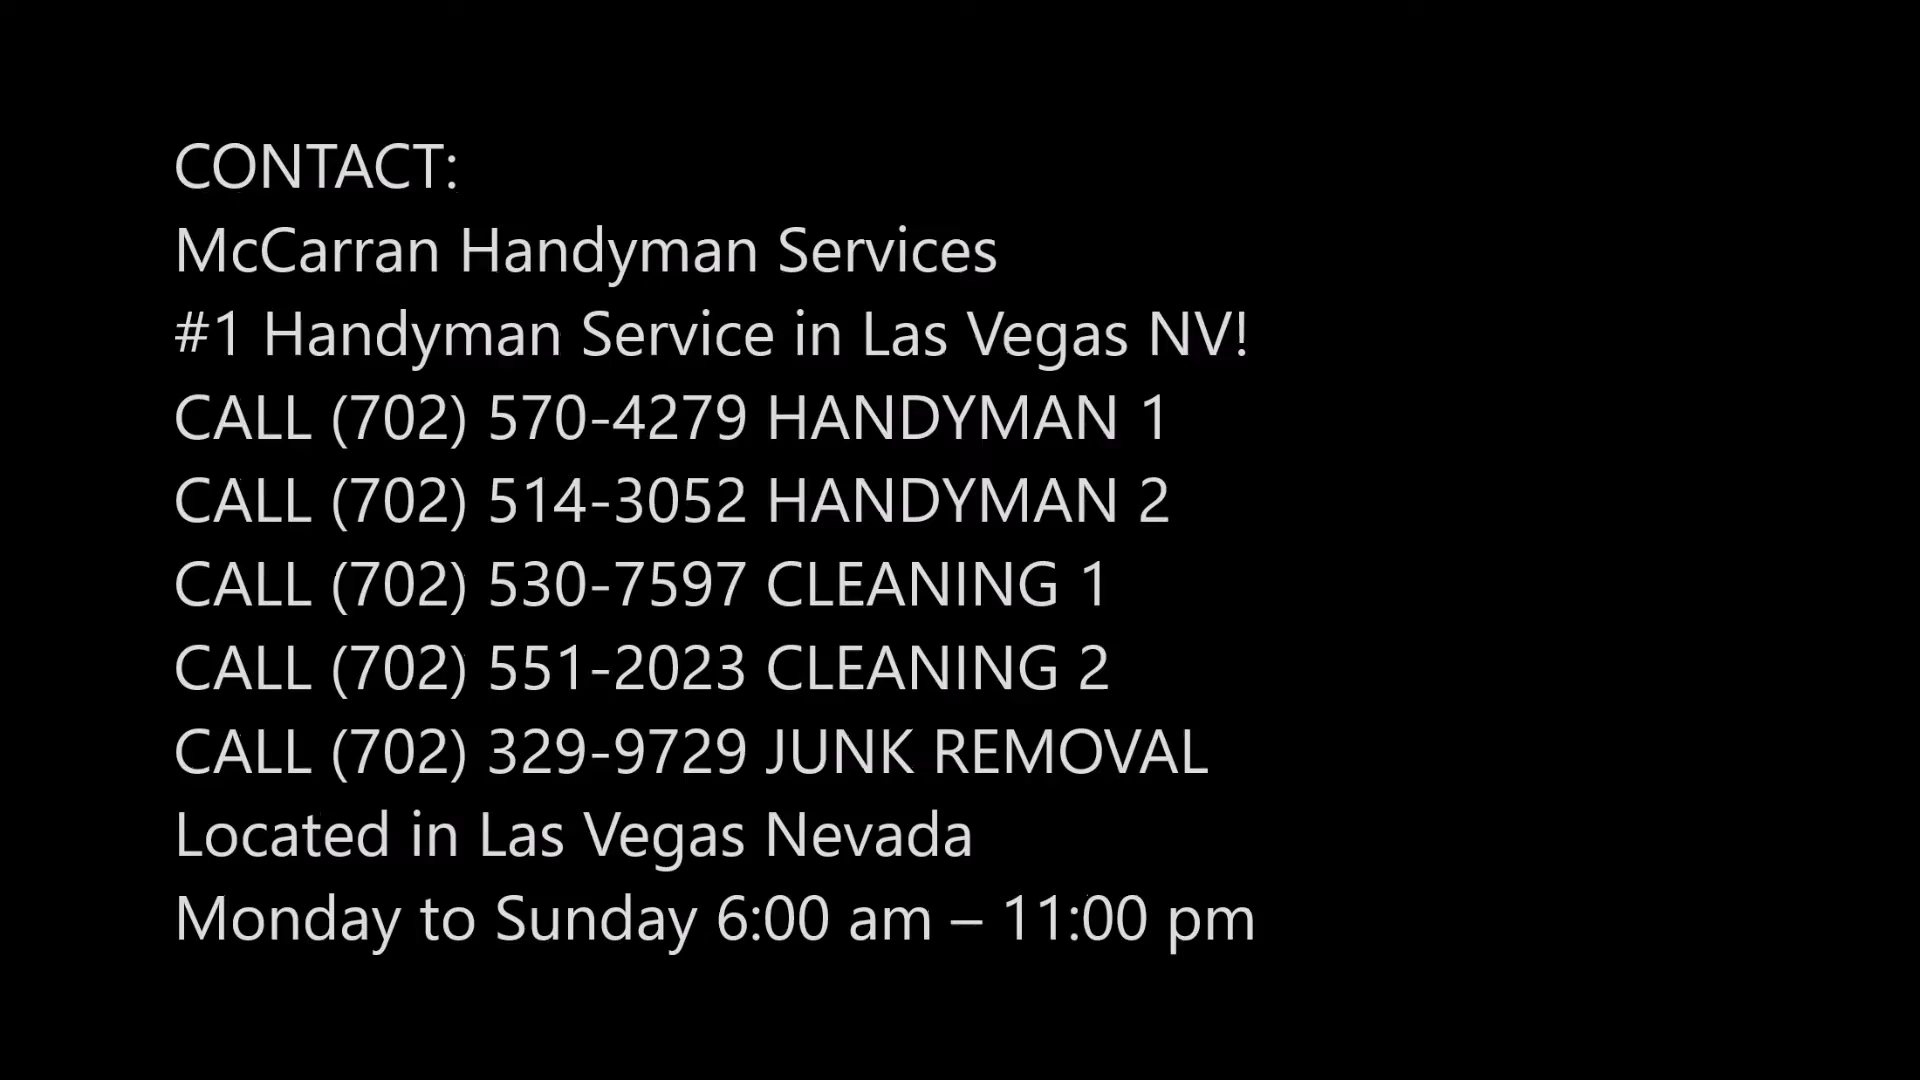 CONTACT:
McCarran Handyman Services
#1 Handyman Service in Las Vegas NV!
CALL (702) 570-4279 HANDYMAN 1
CALL (702) 514-3052 HANDYMAN 2
CALL (702) 530-7597 CLEANING 1
CALL (702) 551-2023 CLEANING 2
CALL (702) 329-9729 JUNK REMOVAL
Located in Las Vegas Nevada
Monday to Sunday 6:00 am – 11:00 pm